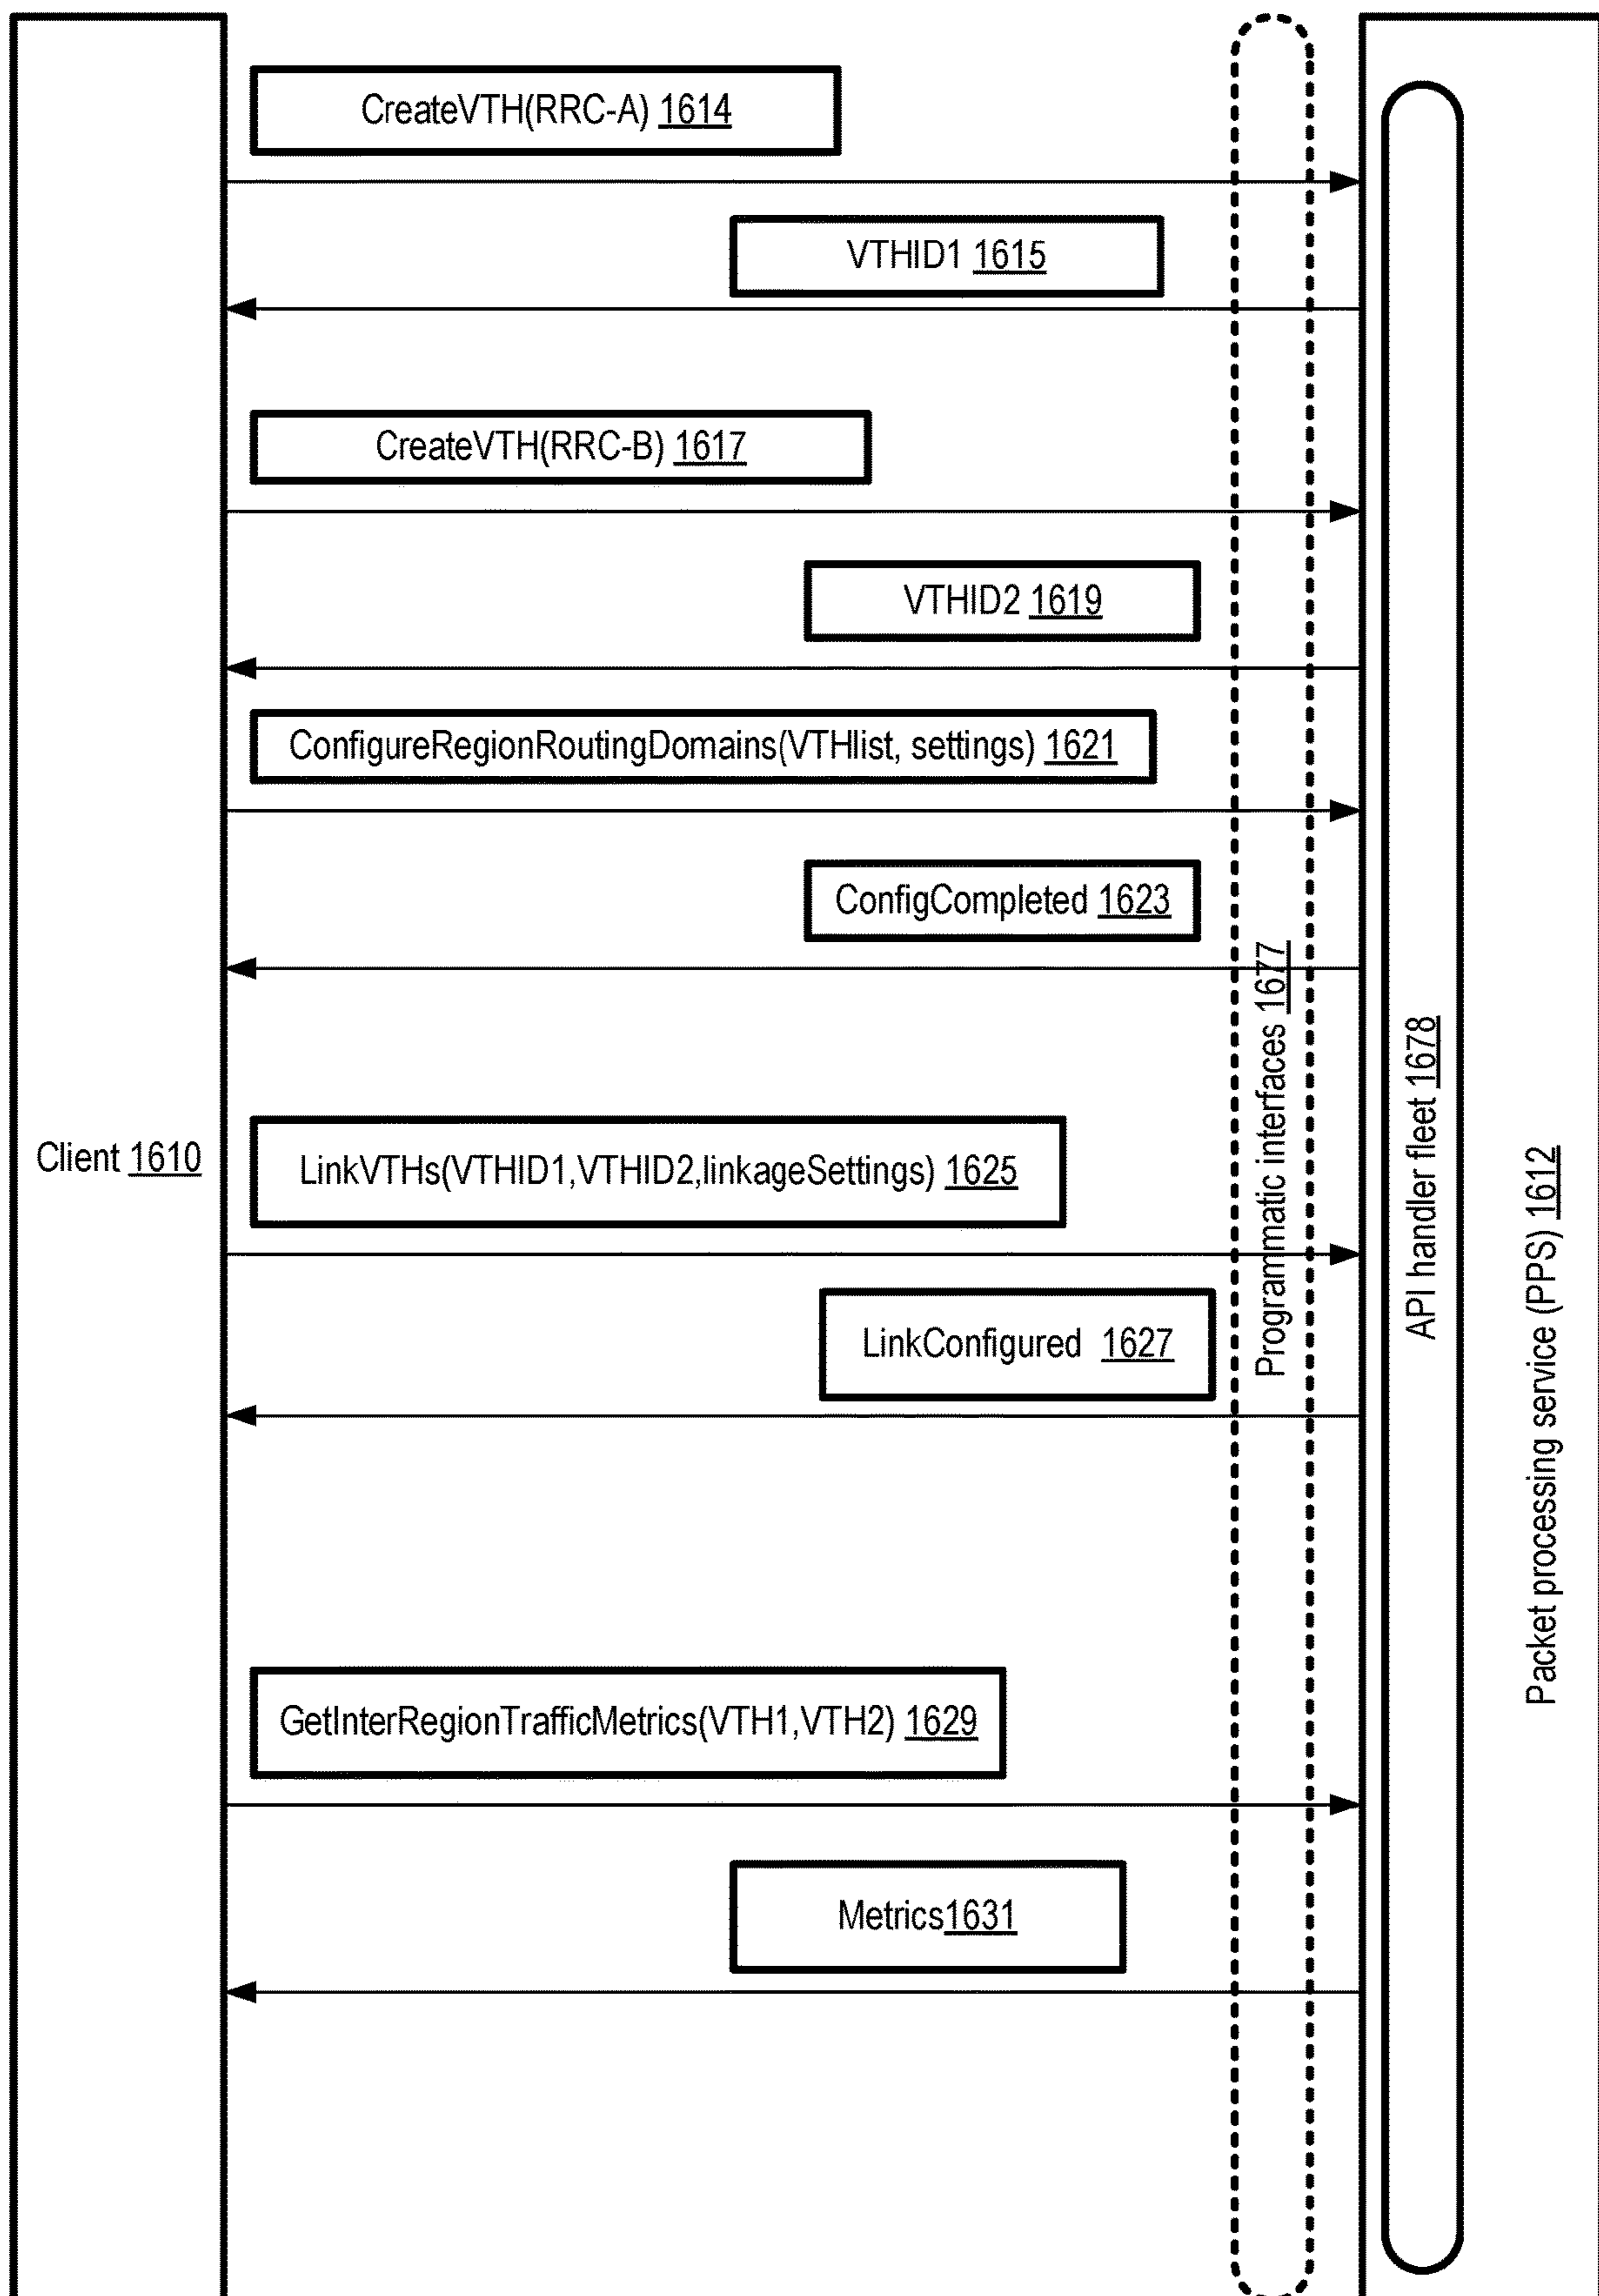 CreateVTH(RRC-A) 1614
VTHID1 1615
CreateVTH(RRC-B) 1617
VTHID2 1619
ConfigureRegionRoutingDomains(VTHlist, settings) 1621
ConfigCompleted 1623
Client 1610
LinkVTHs(VTHID1,VTHID2,linkageSettings) 1625
LinkConfigured 1627
GetInterRegionTrafficMetrics(VTH1,VTH2) 1629
Metrics1631
Programmatic interfaces 1677
API handler fleet 1678
Packet processing service (PPS) 1612